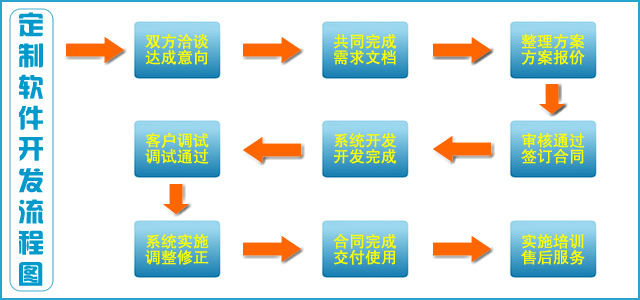 定制软件开发流程图
双方洽谈
达成意向
共同完成
需求文档
整理方案
方案报价
审核通过
签订合同
系统开发
开发完成
客户调试
调试通过
系统实施
调整修正
合同完成
交付使用
实施培训
售后服务